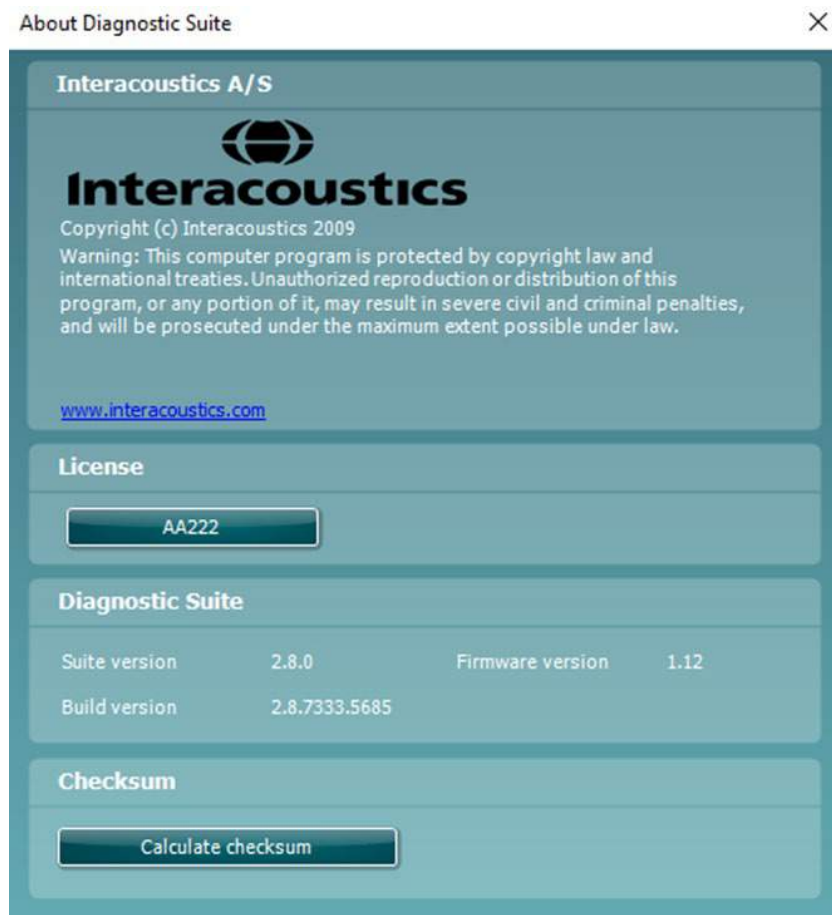 About Diagnostic Suite
Interacoustics A/S
Interacoustics
Copyright (c) Interacoustics 2009
Warning: This computer program is protected by copyright law and
international treaties. Unauthorized reproduction or distribution of this
program, or any portion of it, may result in severe civil and criminal penalties,
and will be prosecuted under the maximum extent possible under law.
www.interacoustics.com
License
AA222
Diagnostic Suite
Suite version 2.8.0 Firmware version 1.12
Build version 2.8.7333.5685
Checksum
Calculate checksum